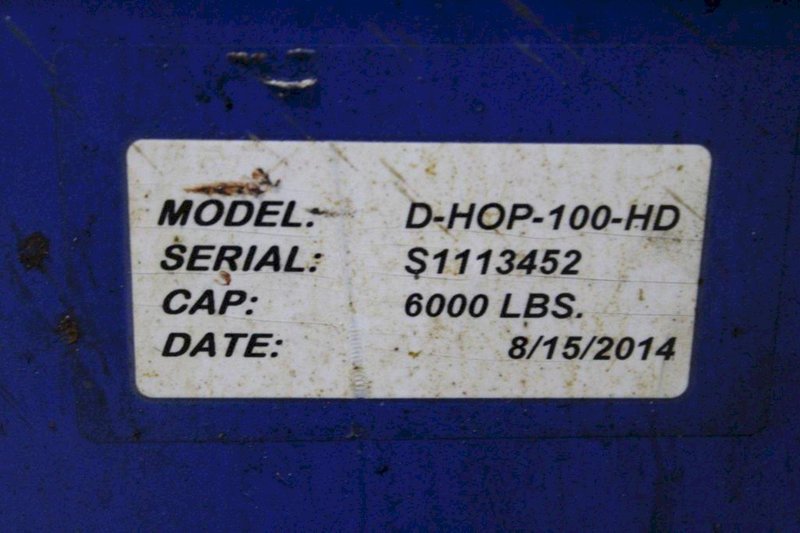 MODEL: D-HOP-100-HD
SERIAL: S1113452
CAP: 6000 LBS.
DATE: 8/15/2014